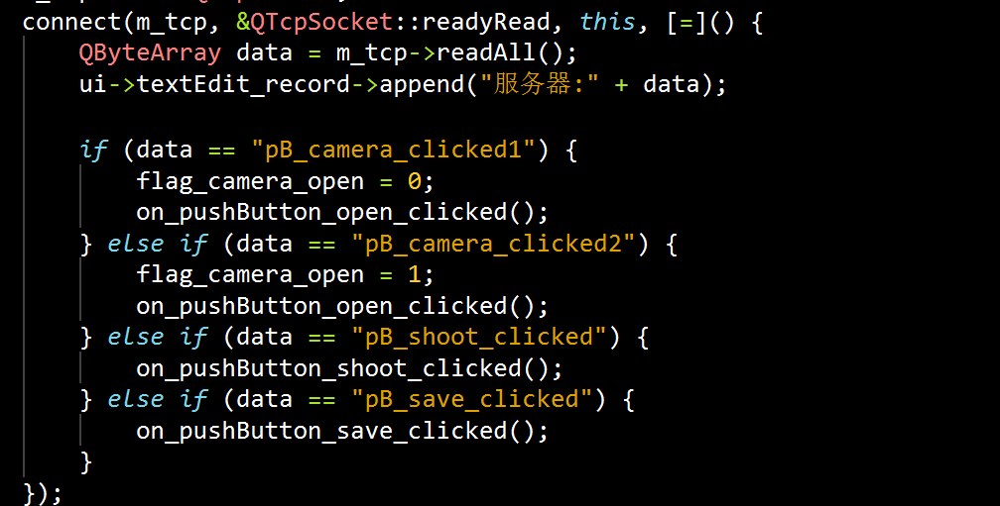 connect(m_tcp, &QTcpSocket::readyRead, this, [=]() {
QByteArray data = m_tcp->readAll();
ui->textEdit_record->append("服务器:" + data);
if (data == "pB_camera_clicked1") {
flag_camera_open = 0;
on_pushButton_open_clicked();
} else if (data == "pB_camera_clicked2") {
flag_camera_open = 1;
on_pushButton_open_clicked();
} else if (data == "pB_shoot_clicked") {
on_pushButton_shoot_clicked();
} else if (data == "pB_save_clicked") {
on_pushButton_save_clicked();
}
});